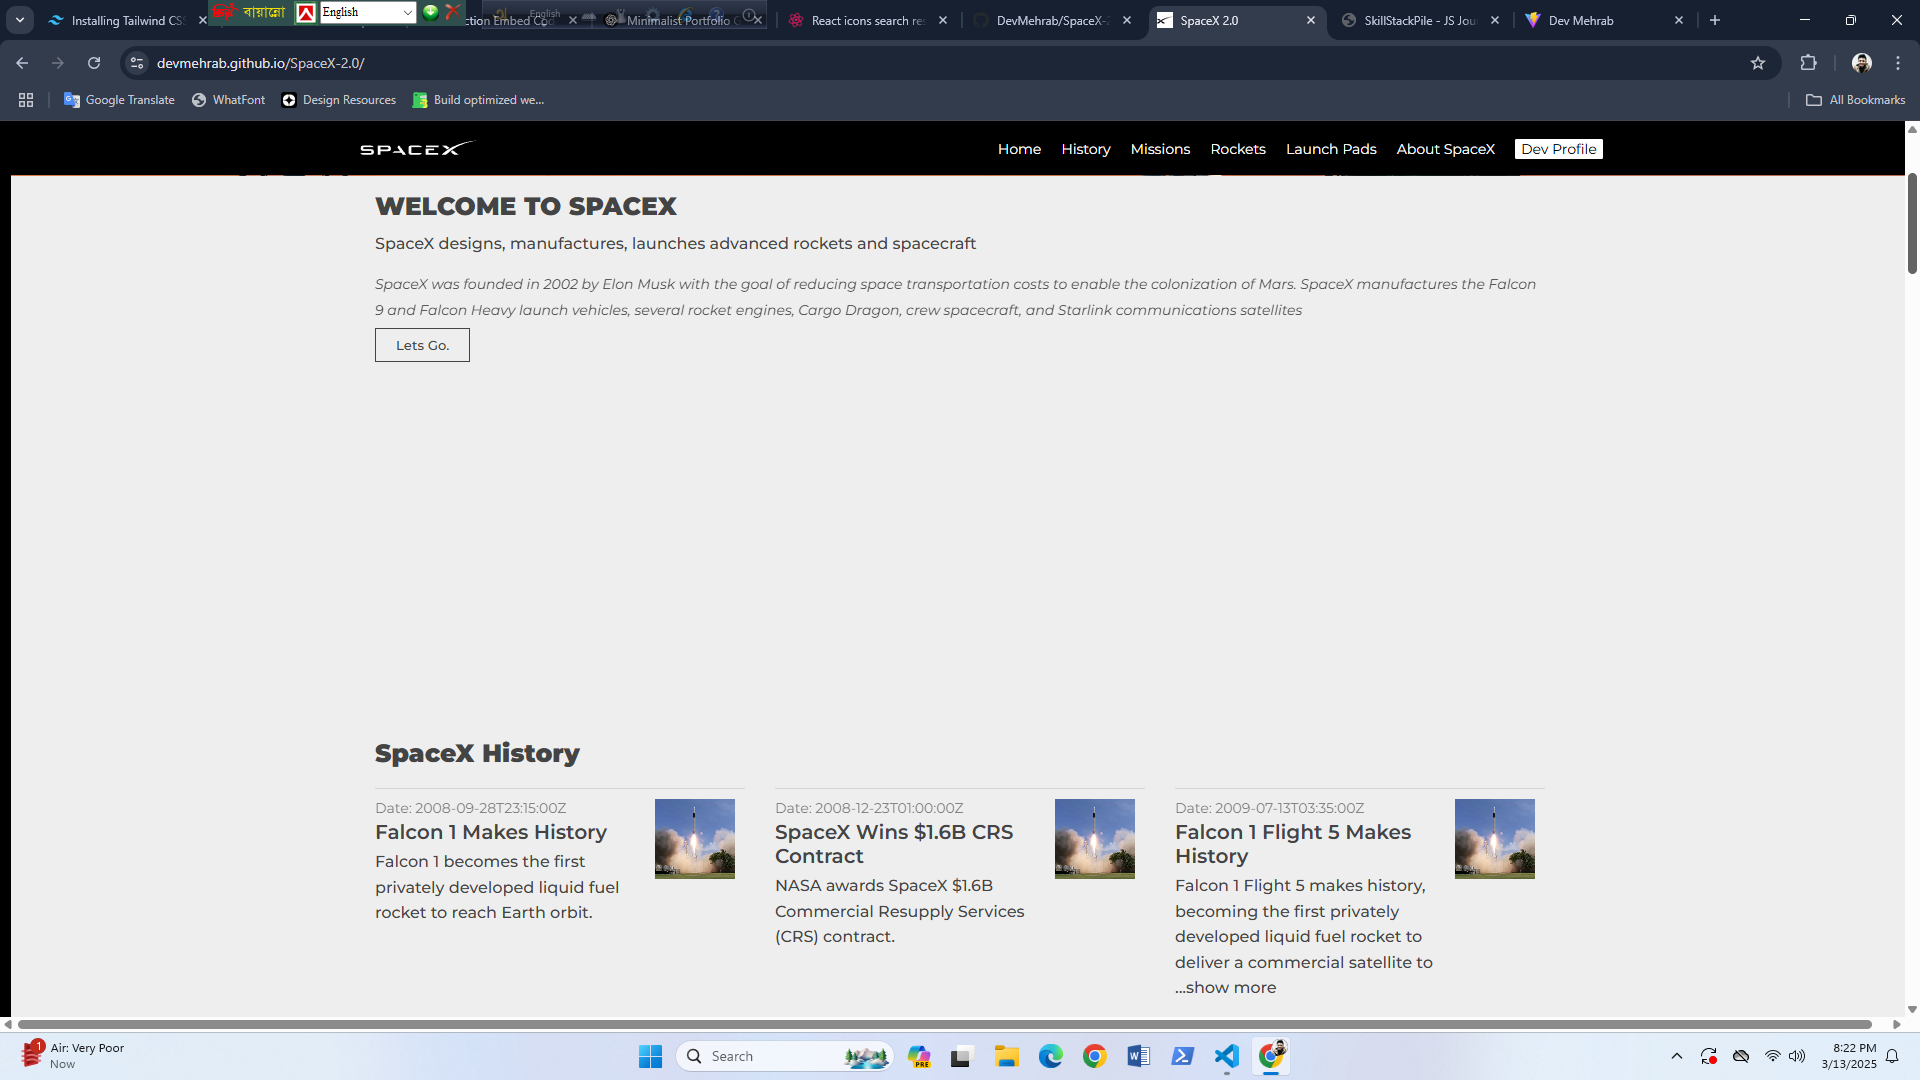 Installing Tailwind CSS
বায়ান্নো
English
English
Minimalist Portfolio
React icons search res
DevMehrab/SpaceX-2
SpaceX 2.0
SkillStackPile - JS Jou
Dev Mehrab
devmehrab.github.io/SpaceX-2.0/
Google Translate
WhatFont
Design Resources
Build optimized we...
All Bookmarks
SPACEX
Home
History
Missions
Rockets
Launch Pads
About SpaceX
Dev Profile
WELCOME TO SPACEX
SpaceX designs, manufactures, launches advanced rockets and spacecraft
SpaceX was founded in 2002 by Elon Musk with the goal of reducing space transportation costs to enable the colonization of Mars. SpaceX manufactures the Falcon
9 and Falcon Heavy launch vehicles, several rocket engines, Cargo Dragon, crew spacecraft, and Starlink communications satellites
Lets Go.
SpaceX History
Date: 2008-09-28T23:15:00Z
Falcon 1 Makes History
Falcon 1 becomes the first
privately developed liquid fuel
rocket to reach Earth orbit.
Date: 2008-12-23T01:00:00Z
SpaceX Wins $1.6B CRS
Contract
NASA awards SpaceX $1.6B
Commercial Resupply Services
(CRS) contract.
Date: 2009-07-13T03:35:00Z
Falcon 1 Flight 5 Makes
History
Falcon 1 Flight 5 makes history,
becoming the first privately
developed liquid fuel rocket to
deliver a commercial satellite to
...show more
1
Air: Very Poor
Now
Search
PRE
8:22 PM
3/13/2025